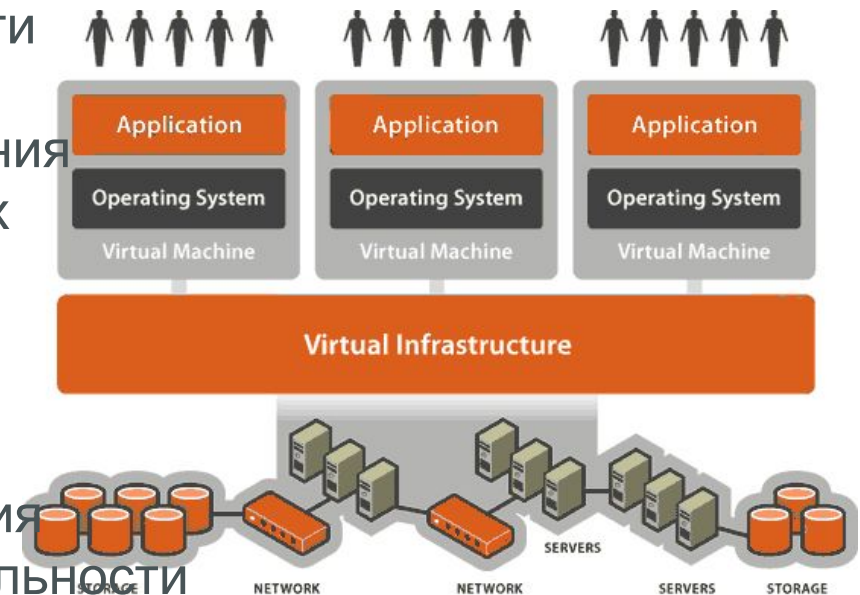 ти
Application Application Application
ния
Operating System Operating System Operating System
х
Virtual Machine Virtual Machine Virtual Machine
Virtual Infrastructure
ия
SERVERS
льности
STORAGE NETWORK NETWORK SERVERS STORAGE